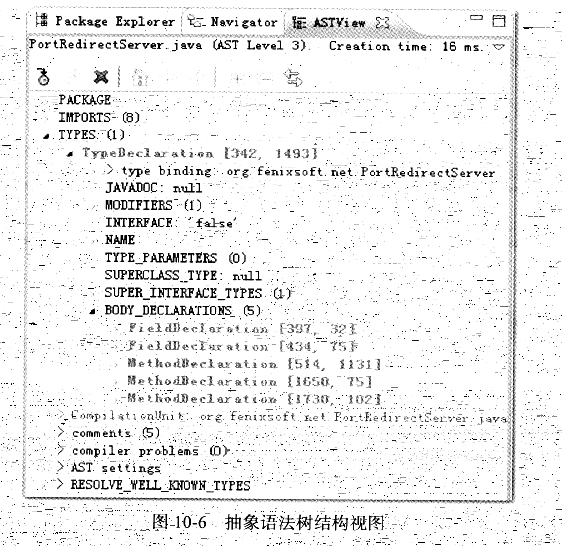 Package Explorer Navigator ASTView
PortRedirectServer.java (AST Level 3). Creation time: 16 ms.
PACKAGE
IMPORTS (8)
TYPES (1)
TypeDeclaration [342, 1493]
type binding: org.fenixsoft.net.PortRedirectServer
JAVADOC: null
MODIFIERS (1)
INTERFACE: 'false'
NAME
TYPE_PARAMETERS (0)
SUPERCLASS_TYPE: null
SUPER_INTERFACE_TYPES (1)
BODY_DECLARATIONS (5)
FieldDeclaration [397, 32]
FieldDeclaration [434, 75]
MethodDeclaration [514, 1131]
MethodDeclaration [1650, 75]
MethodDeclaration [1730, 102]
CompilationUnit: org.fenixsoft.net.PortRedirectServer.java
> comments (5)
> compiler problems (0)
> AST settings
> RESOLVE_WELL_KNOWN_TYPES
图 10-6 抽象语法树结构视图